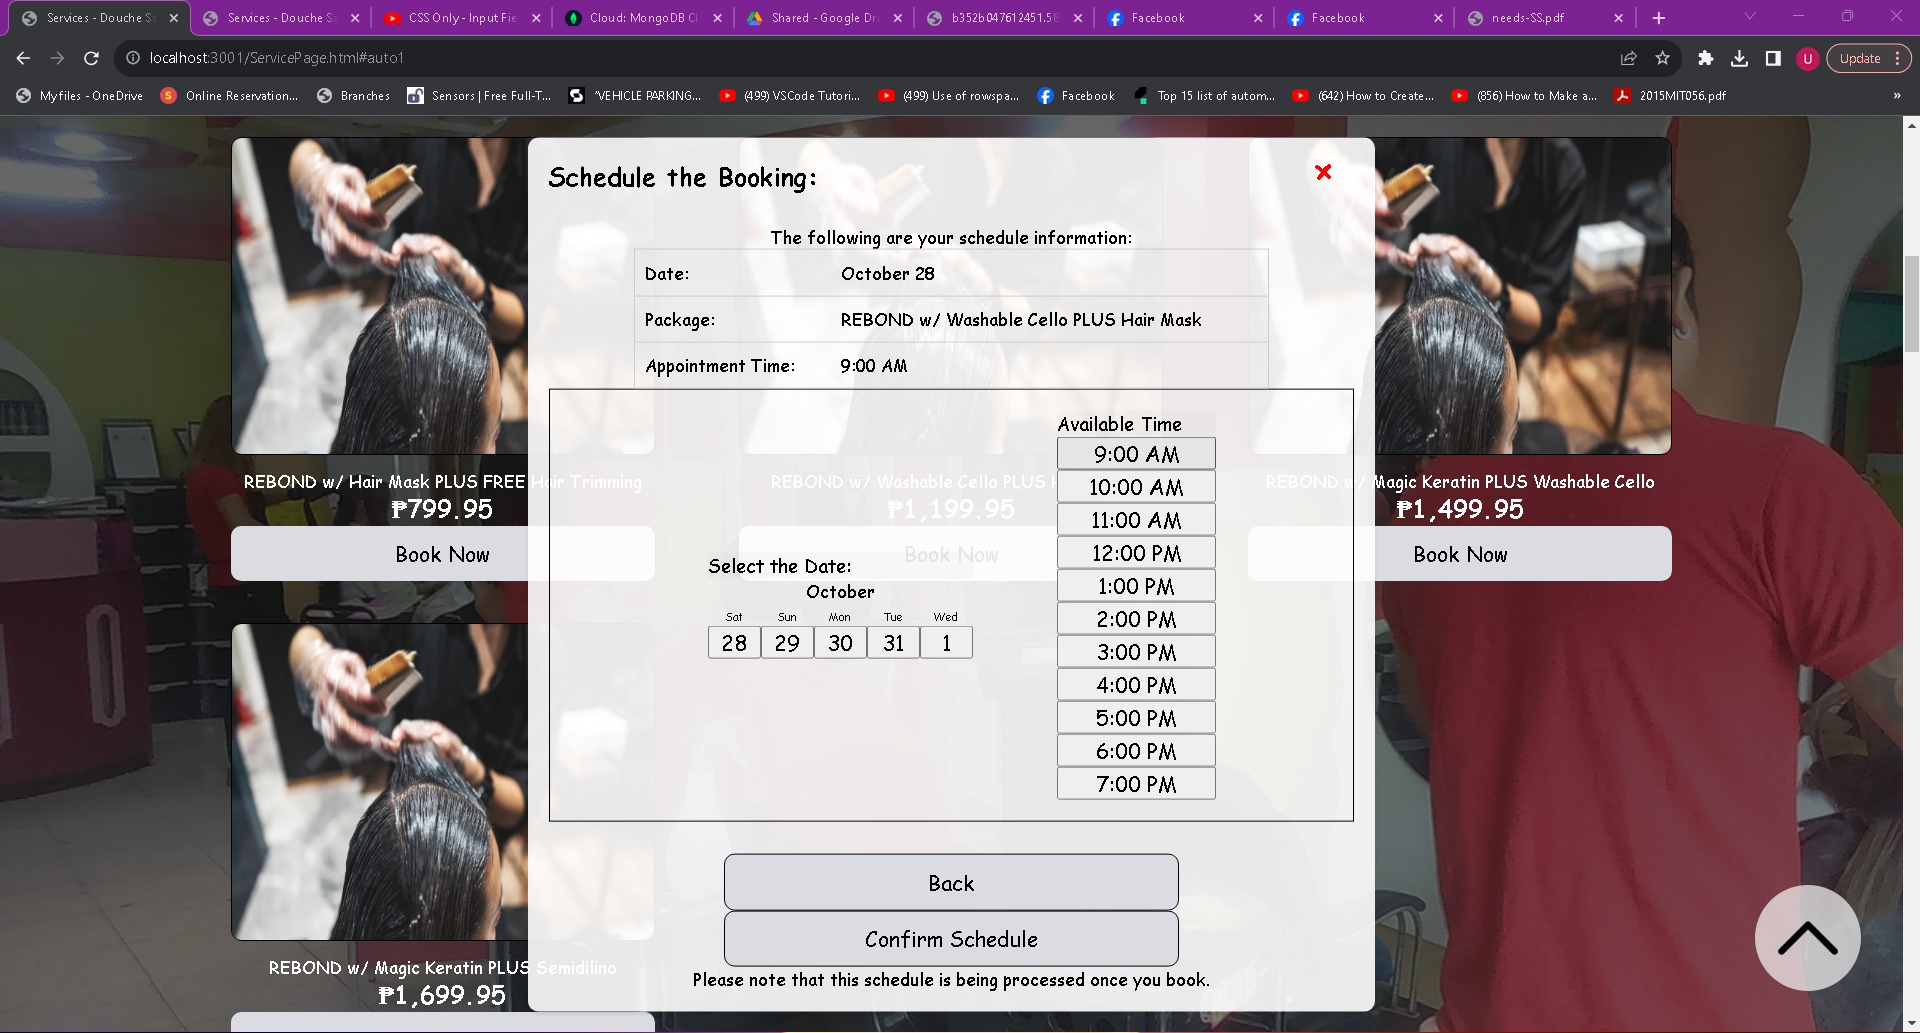 Services - Douche Sa
Services - Douche Sa
CSS Only - Input Fie
Cloud: MongoDB Cl
Shared - Google Dri
b352b047612451.58
Facebook
Facebook
needs-SS.pdf
localhost:3001/ServicePage.html#auto1
U
Update
Myfiles - OneDrive
Online Reservation...
Branches
Sensors | Free Full-T...
"VEHICLE PARKING...
(499) VSCode Tutori...
(499) Use of rowspa...
Facebook
Top 15 list of autom...
(642) How to Create...
(856) How to Make a...
2015MIT056.pdf
»
Schedule the Booking:
The following are your schedule information:
Date: October 28
Package: REBOND w/ Washable Cello PLUS Hair Mask
Appointment Time: 9:00 AM
Available Time
9:00 AM
10:00 AM
11:00 AM
12:00 PM
1:00 PM
2:00 PM
3:00 PM
4:00 PM
5:00 PM
6:00 PM
7:00 PM
Select the Date:
October
Sat Sun Mon Tue Wed
28 29 30 31 1
Back
Confirm Schedule
Please note that this schedule is being processed once you book.
REBOND w/ Hair Mask PLUS FREE Hair Trimming
₱799.95
Book Now
REBOND w/ Washable Cello PLUS H
₱1,199.95
Book Now
REBOND w/ Magic Keratin PLUS Washable Cello
₱1,499.95
Book Now
REBOND w/ Magic Keratin PLUS Semidilino
₱1,699.95